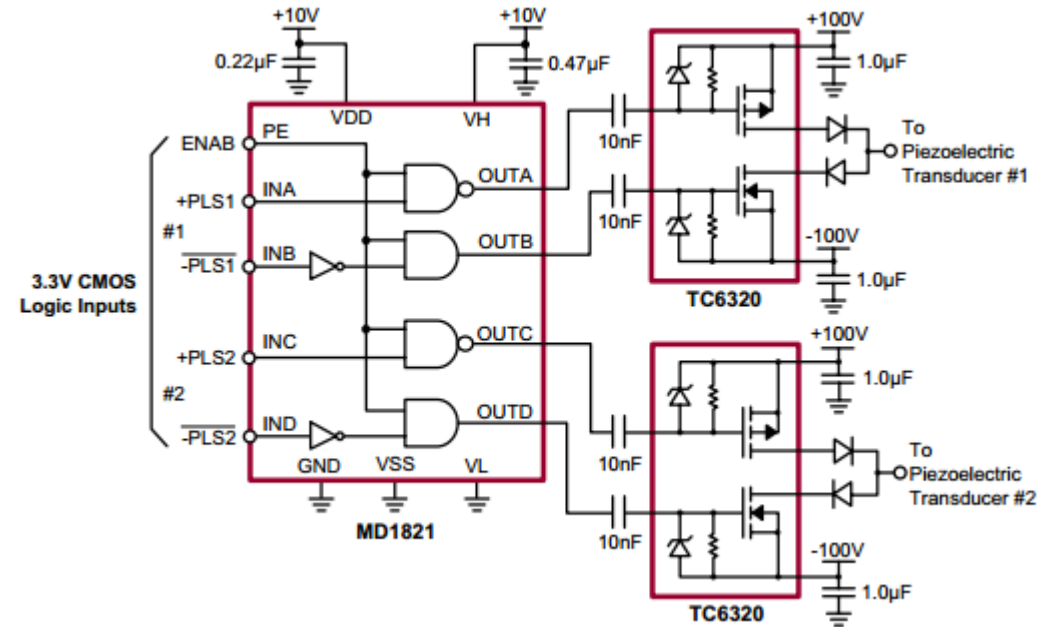 +10V
+10V
0.22µF
0.47µF
VDD
VH
ENAB
PE
+PLS1
INA
OUTA
#1
-PLS1
INB
OUTB
3.3V CMOS
Logic Inputs
+PLS2
INC
OUTC
#2
-PLS2
IND
OUTD
GND
VSS
VL
MD1821
10nF
10nF
+100V
1.0µF
To
Piezoelectric
Transducer #1
-100V
1.0µF
TC6320
10nF
10nF
+100V
1.0µF
To
Piezoelectric
Transducer #2
-100V
1.0µF
TC6320